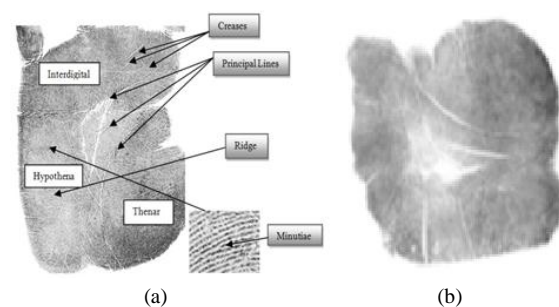 Creases
Interdigital
Principal Lines
Ridge
Hypothena
Thenar
Minutiae
(a)
(b)